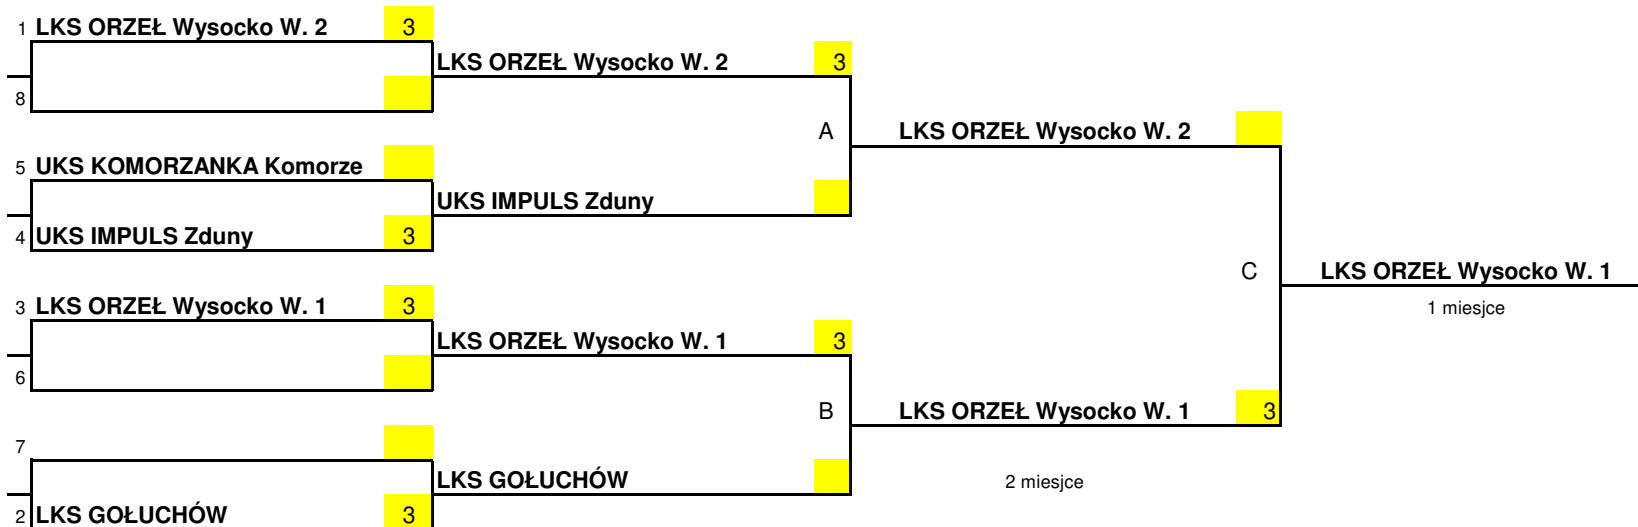 1 LKS ORZEŁ Wysocko W. 2 3
LKS ORZEŁ Wysocko W. 2 3
8
A LKS ORZEŁ Wysocko W. 2
5 UKS KOMORZANKA Komorze
UKS IMPULS Zduny
4 UKS IMPULS Zduny 3
C LKS ORZEŁ Wysocko W. 1
3 LKS ORZEŁ Wysocko W. 1 3
1 miesjce
LKS ORZEŁ Wysocko W. 1 3
6
B LKS ORZEŁ Wysocko W. 1 3
7
LKS GOŁUCHÓW
2 miesjce
2 LKS GOŁUCHÓW 3